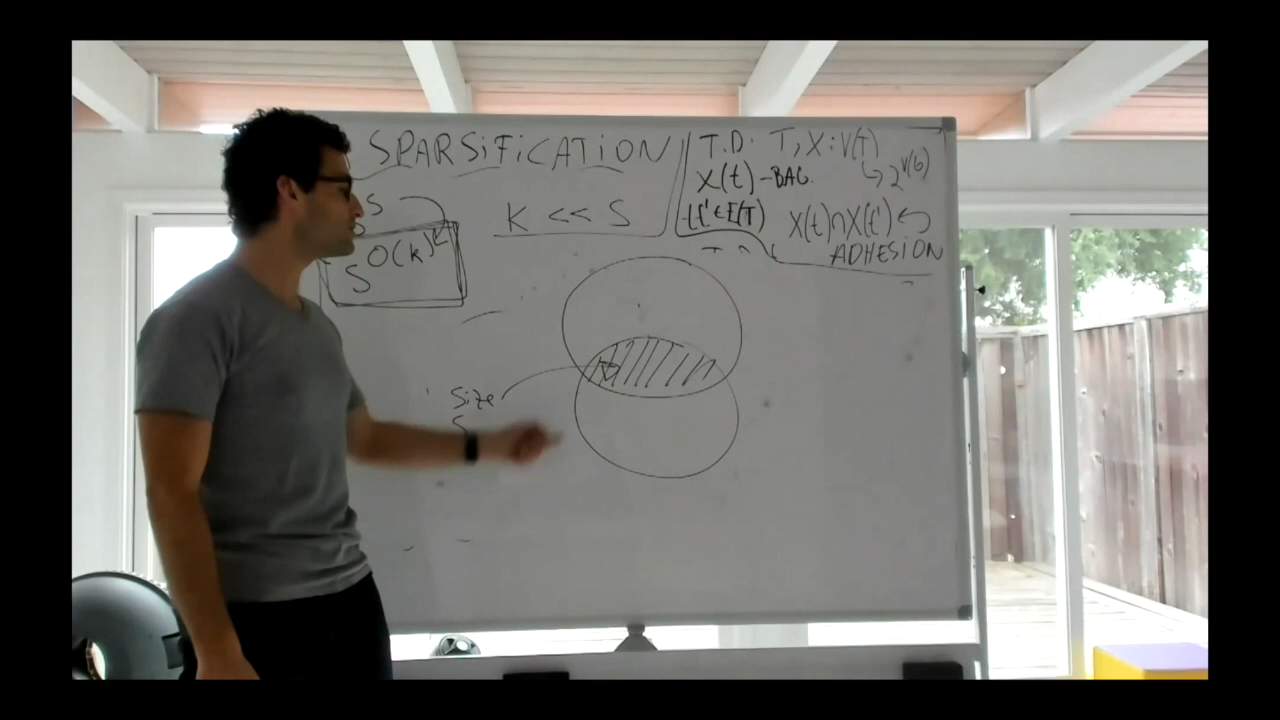 SPARSiFiCATiON
S
S^O(k)
K << S
T.D: T, X: V(T)
↪ 2^V(G)
X(t) - BAG.
X(t)∩X(t')
ADHESiON
Size
S